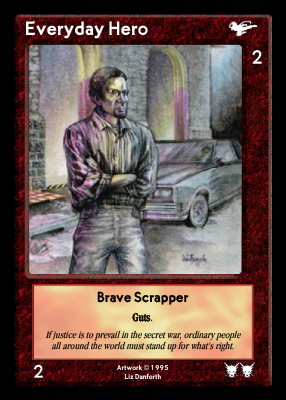 Everyday Hero
2
Brave Scrapper
Guts.
If justice is to prevail in the secret war, ordinary people
all around the world must stand up for what's right.
2
Artwork © 1995
Liz Danforth